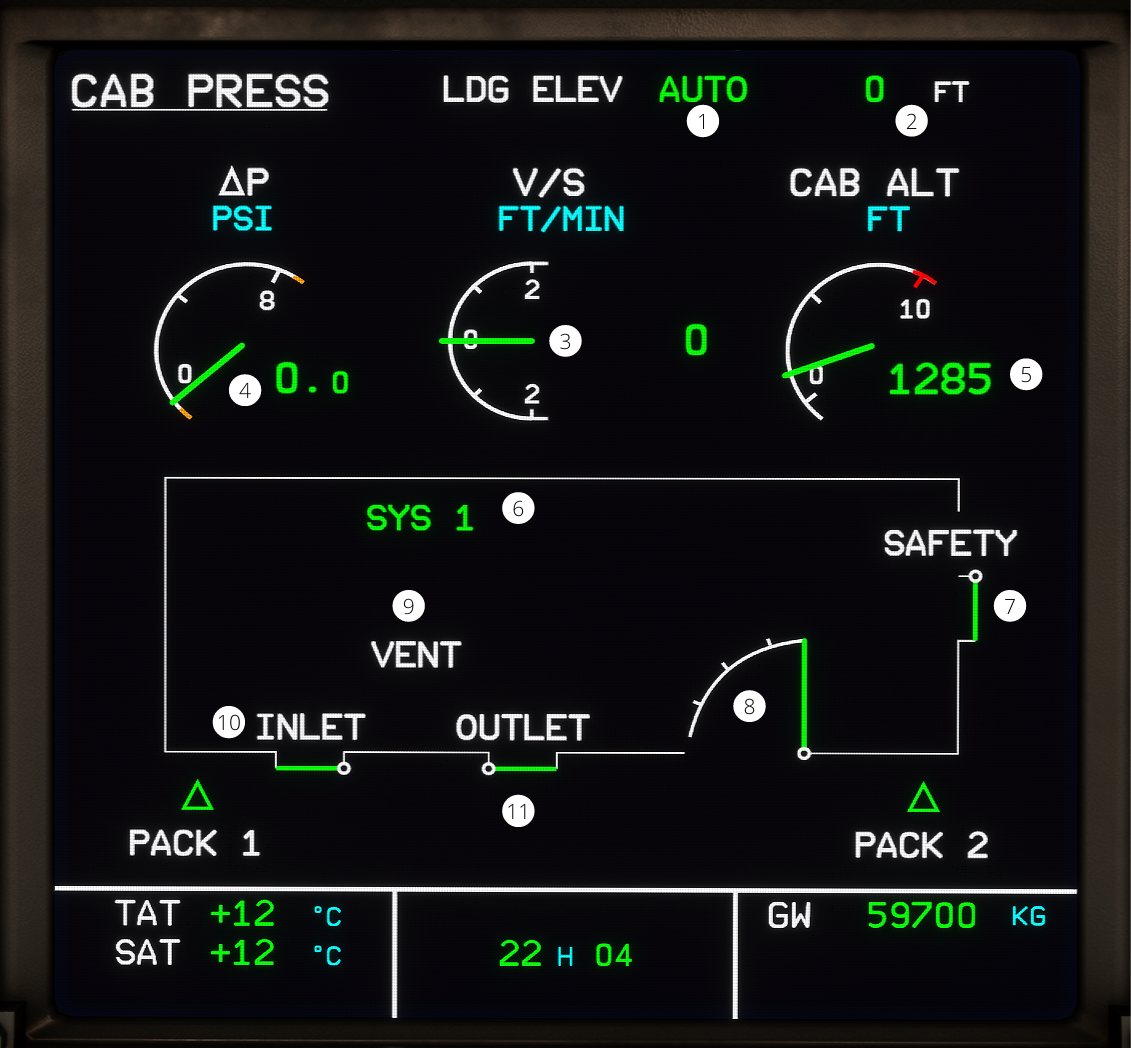 CAB PRESS LDG ELEV AUTO 0 FT
1 2
ΔP V/S CAB ALT
PSI FT/MIN FT
8 2 10
0 0 3 0 0
4 0.0 2 1285 5
SYS 1 6
SAFETY
9 7
VENT
10 INLET OUTLET 8
11
PACK 1 PACK 2
TAT +12 °C GW 59700 KG
SAT +12 °C 22 H 04